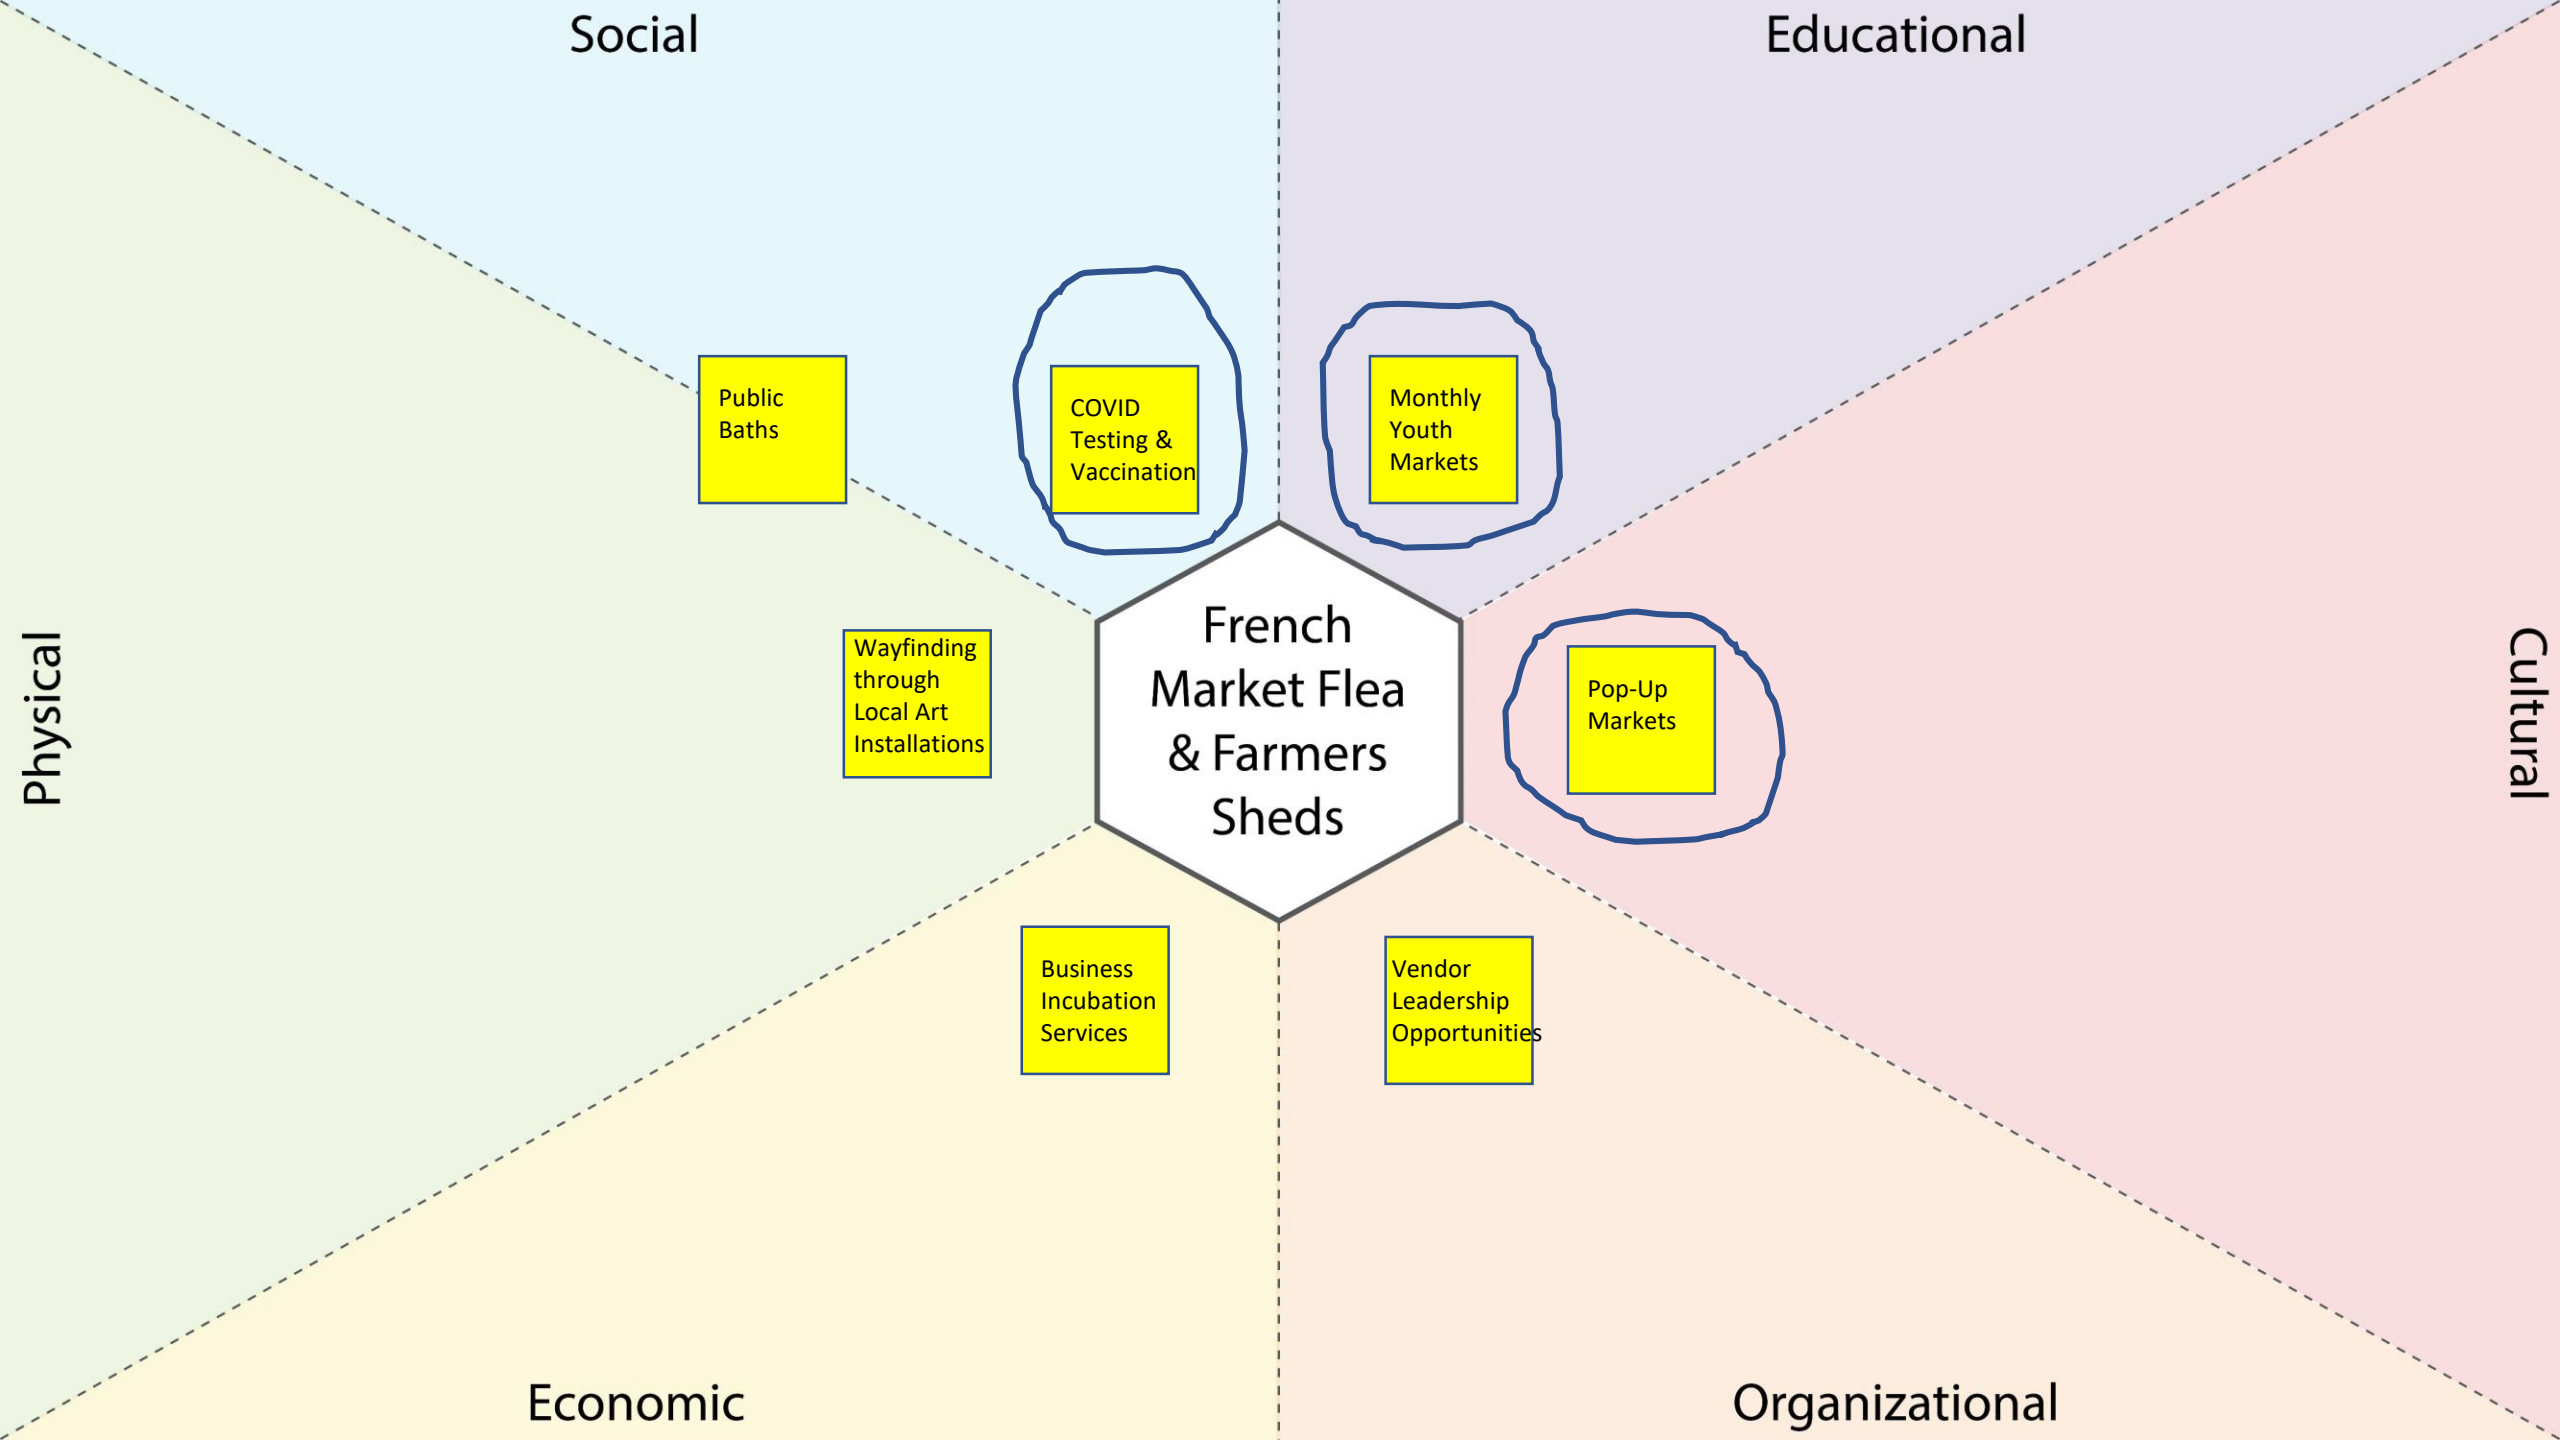 Social
Educational
Public
Baths
COVID
Testing &
Vaccination
Monthly
Youth
Markets
Physical
Wayfinding
through
Local Art
Installations
French
Market Flea
& Farmers
Sheds
Pop-Up
Markets
Cultural
Business
Incubation
Services
Vendor
Leadership
Opportunities
Economic
Organizational